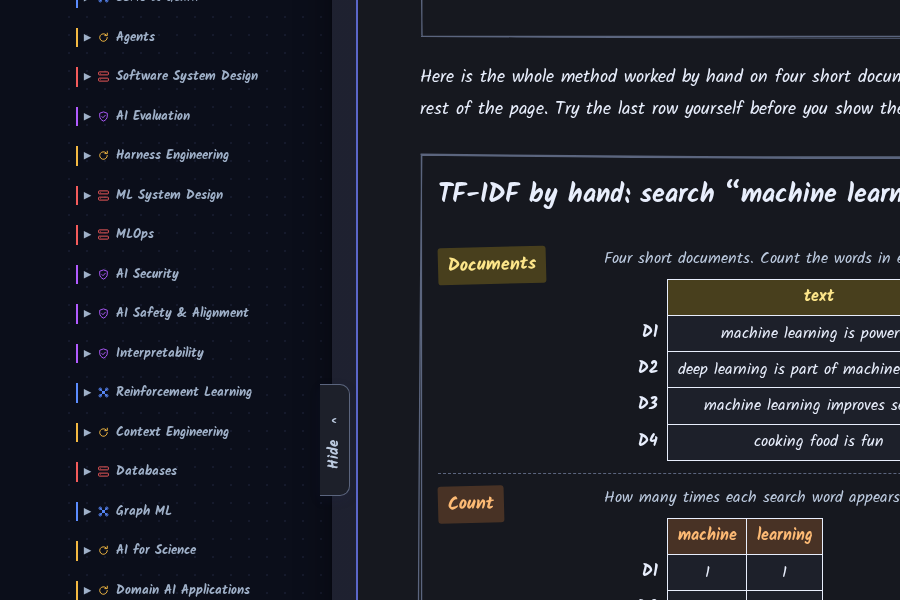 Agents
Software System Design
AI Evaluation
Harness Engineering
ML System Design
MLOps
AI Security
AI Safety & Alignment
Interpretability
Reinforcement Learning
Context Engineering
Databases
Graph ML
AI for Science
Domain AI Applications
Hide
Here is the whole method worked by hand on four short
rest of the page. Try the last row yourself before you show
TF-IDF by hand: search “machine
Documents
Four short documents. Count the words in
text
D1 machine learning is
D2 deep learning is part of machine
D3 machine learning improves
D4 cooking food is fun
Count
How many times each search word appears
machine learning
D1 1 1